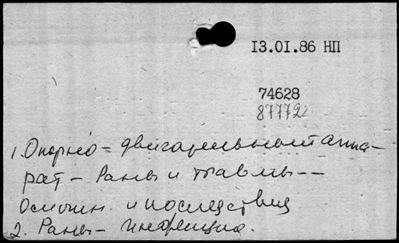 13.01.86 НП
74628
87772
1. Опорно-двигательный аппа-
рат – Раны и травмы --
Осложн. и последствия
2. Раны – инфекция.